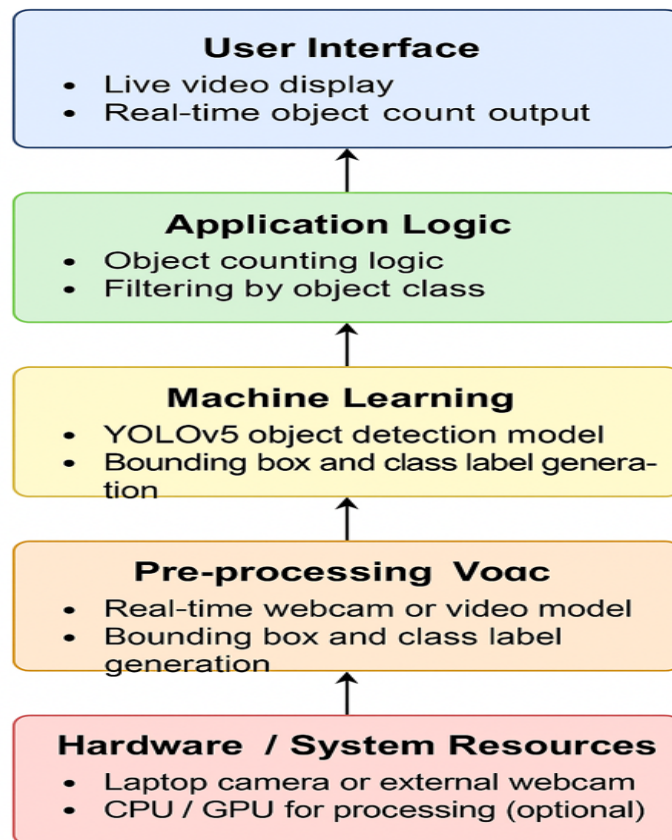 User Interface
• Live video display
• Real-time object count output
Application Logic
• Object counting logic
• Filtering by object class
Machine Learning
• YOLOv5 object detection model
• Bounding box and class label genera-
tion
Pre-processing Voɑc
• Real-time webcam or video model
• Bounding box and class label
generation
Hardware / System Resources
• Laptop camera or external webcam
• CPU / GPU for processing (optional)